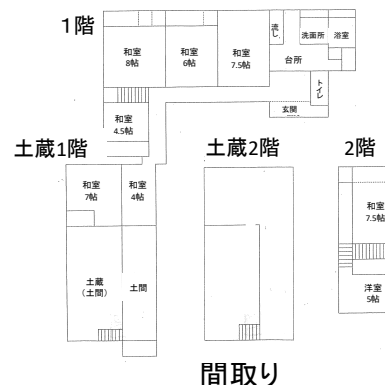 1階
和室
8帖
和室
6帖
和室
7.5帖
流し
洗面所
浴室
台所
トイレ
玄関
和室
4.5帖
土蔵1階
和室
7帖
和室
4帖
土蔵
(土間)
土間
土蔵2階
2階
和室
7.5帖
洋室
5帖
間取り